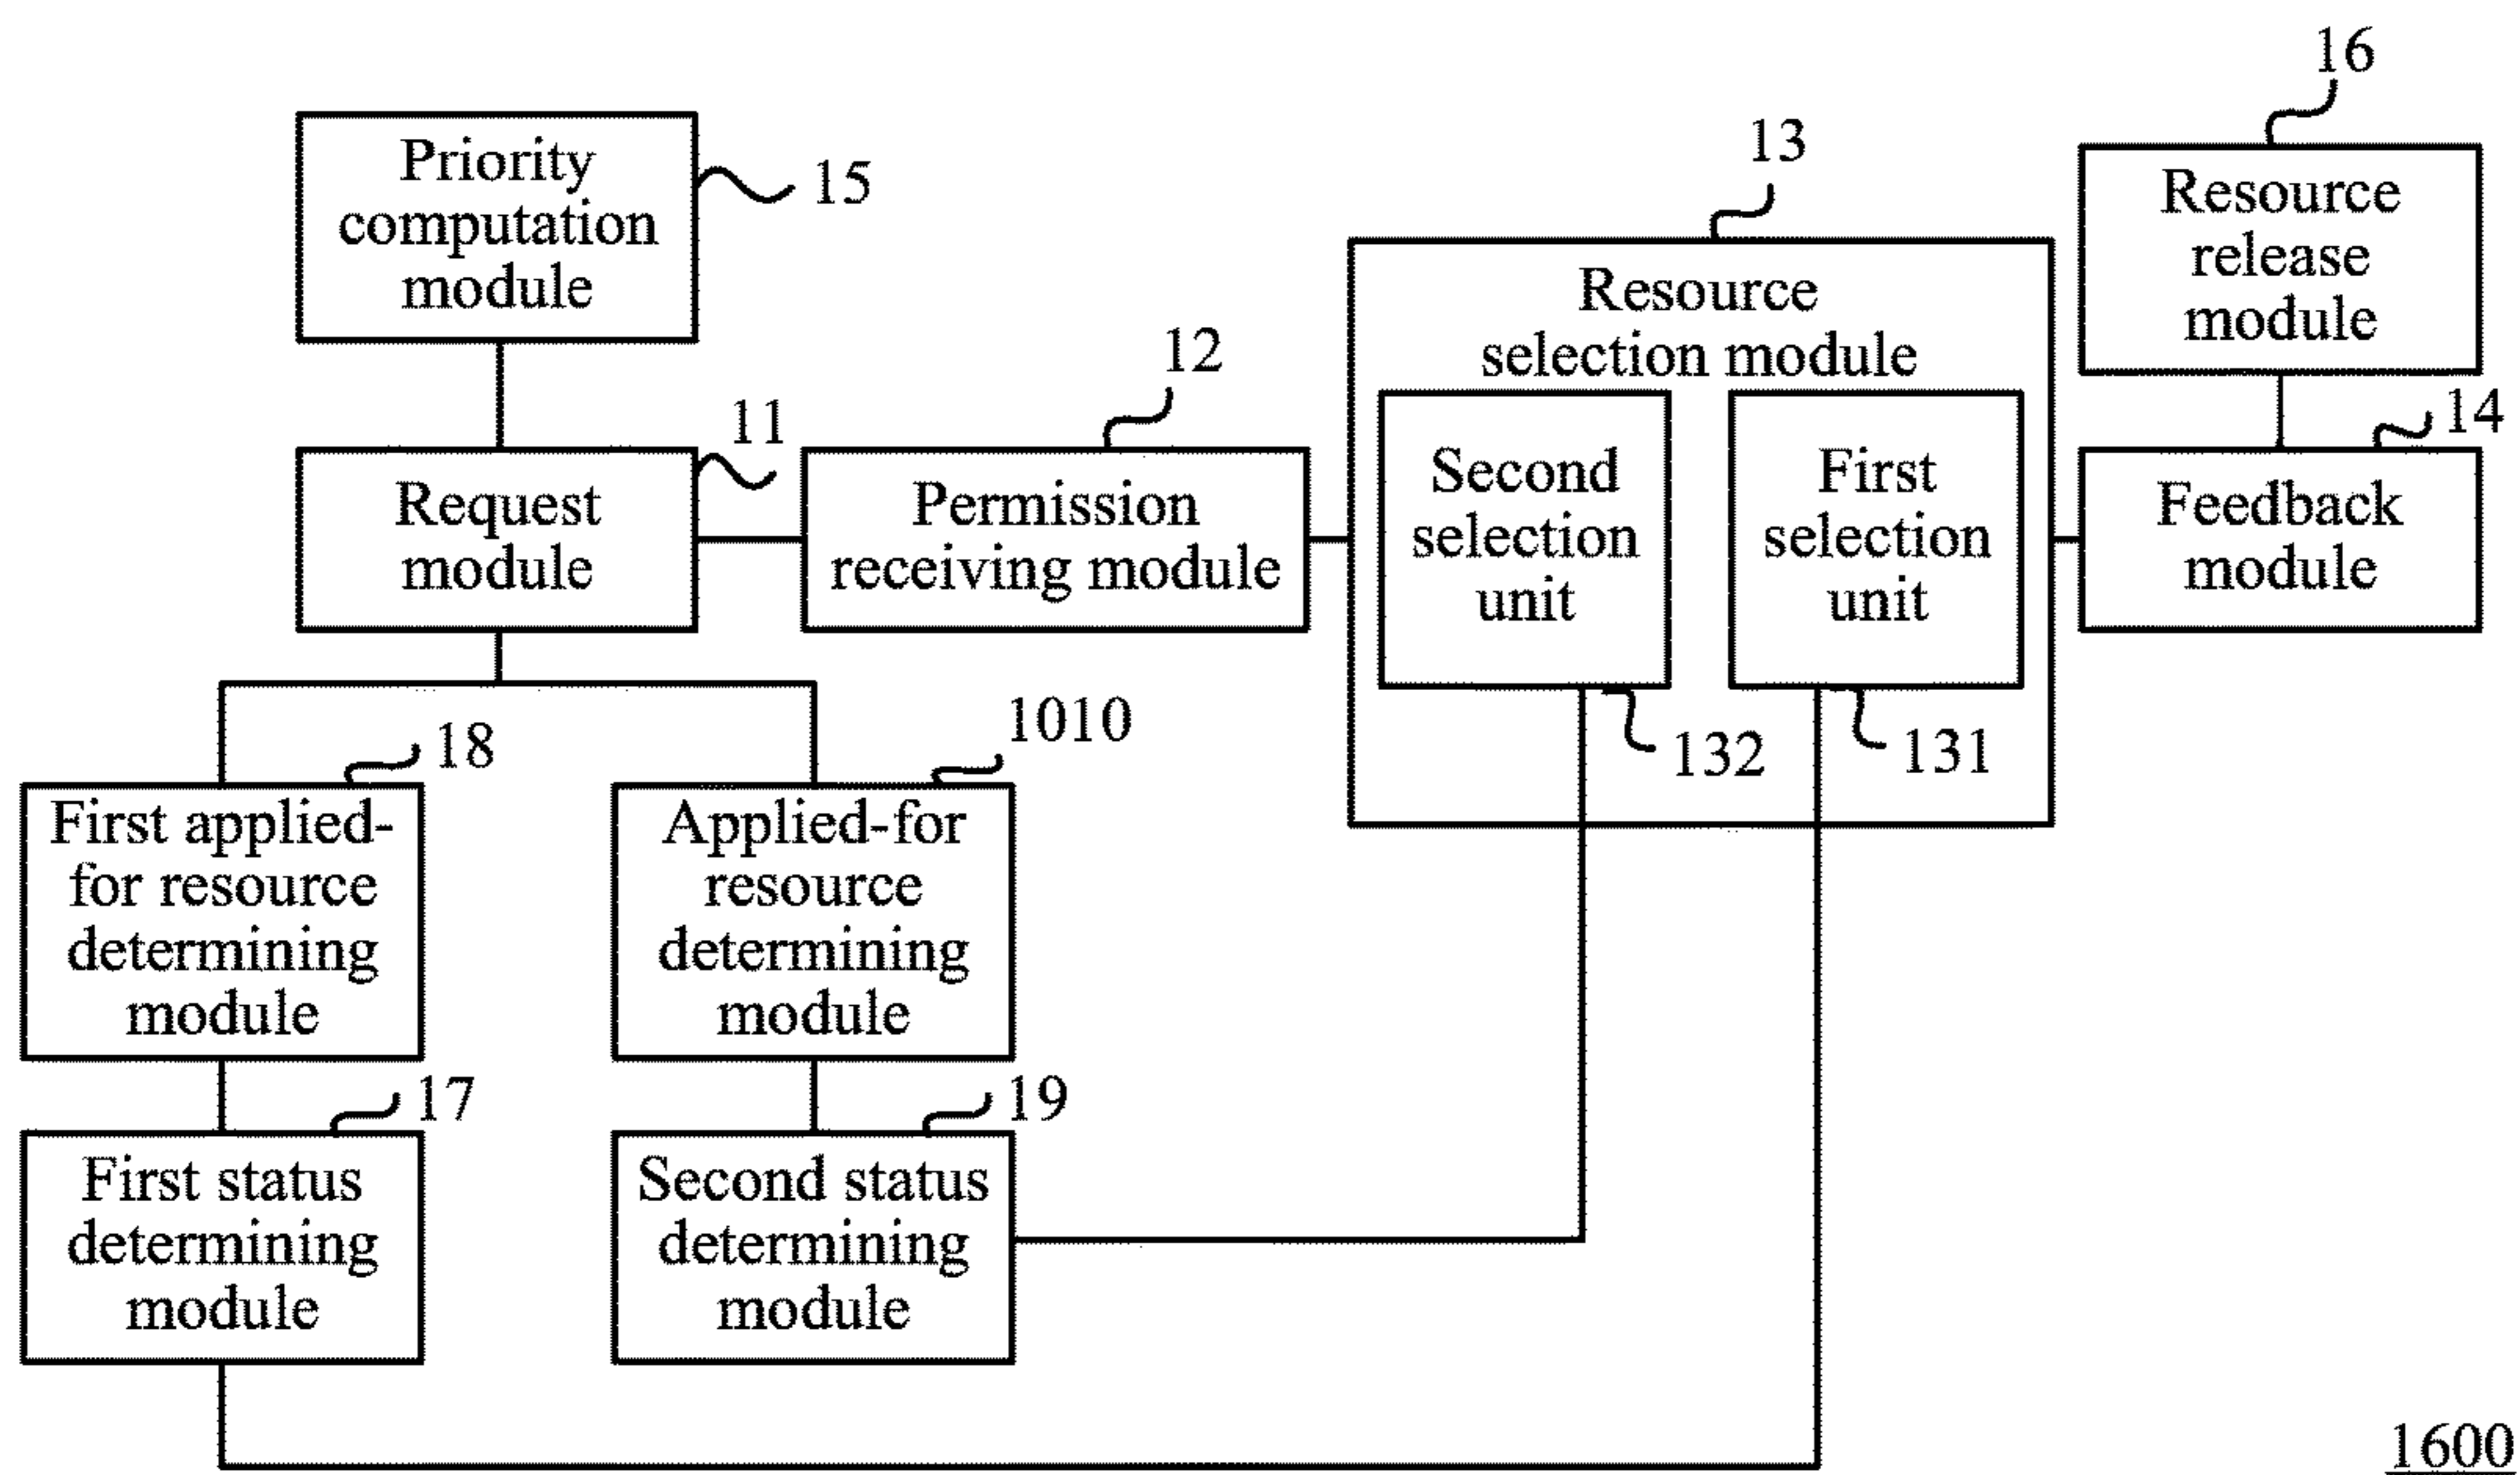 16
Priority
computation
module
15
13
Resource
release
module
Resource
selection module
12
11
14
Request
module
Permission
receiving module
Second
selection
unit
First
selection
unit
Feedback
module
18
1010
132
131
First applied-
for resource
determining
module
Applied-for
resource
determining
module
17
19
First status
determining
module
Second status
determining
module
1600